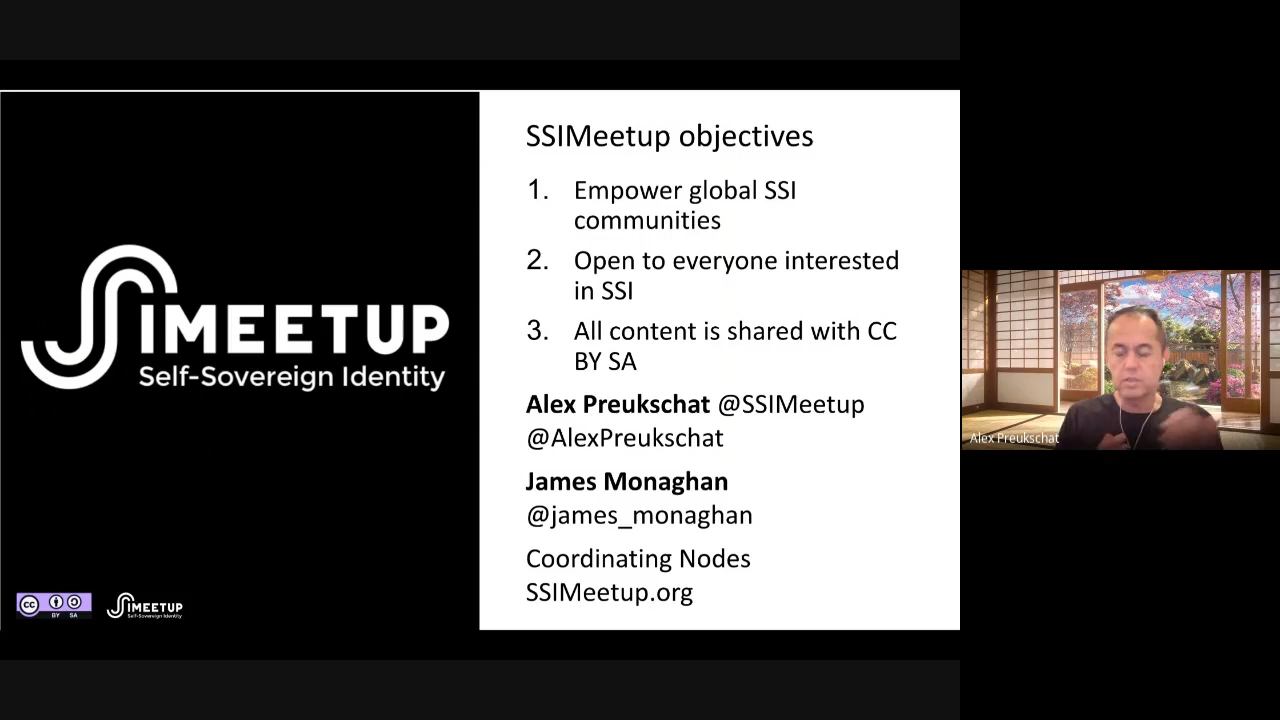 SSIMeetup objectives
1. Empower global SSI
communities
2. Open to everyone interested
in SSI
3. All content is shared with CC
BY SA
Alex Preukschat @SSIMeetup
@AlexPreukschat
James Monaghan
@james_monaghan
Coordinating Nodes
SSIMeetup.org
SIMEETUP
Self-Sovereign Identity
CC BY SA
SIMEETUP
Self-Sovereign Identity
Alex Preukschat